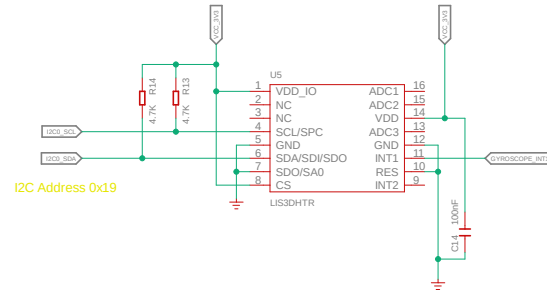 VCC_3V3
VCC_3V3
U5
R14
4.7K
R13
4.7K
1 VDD_IO ADC1 16
2 NC ADC2 15
3 NC VDD 14
4 SCL/SPC ADC3 13
5 GND GND 12
6 SDA/SDI/SDO INT1 11
7 SDO/SA0 RES 10
8 CS INT2 9
I2C0_SCL
I2C0_SDA
GYROSCOPE_INT1
I2C Address 0x19
LIS3DHTR
C14
100nF